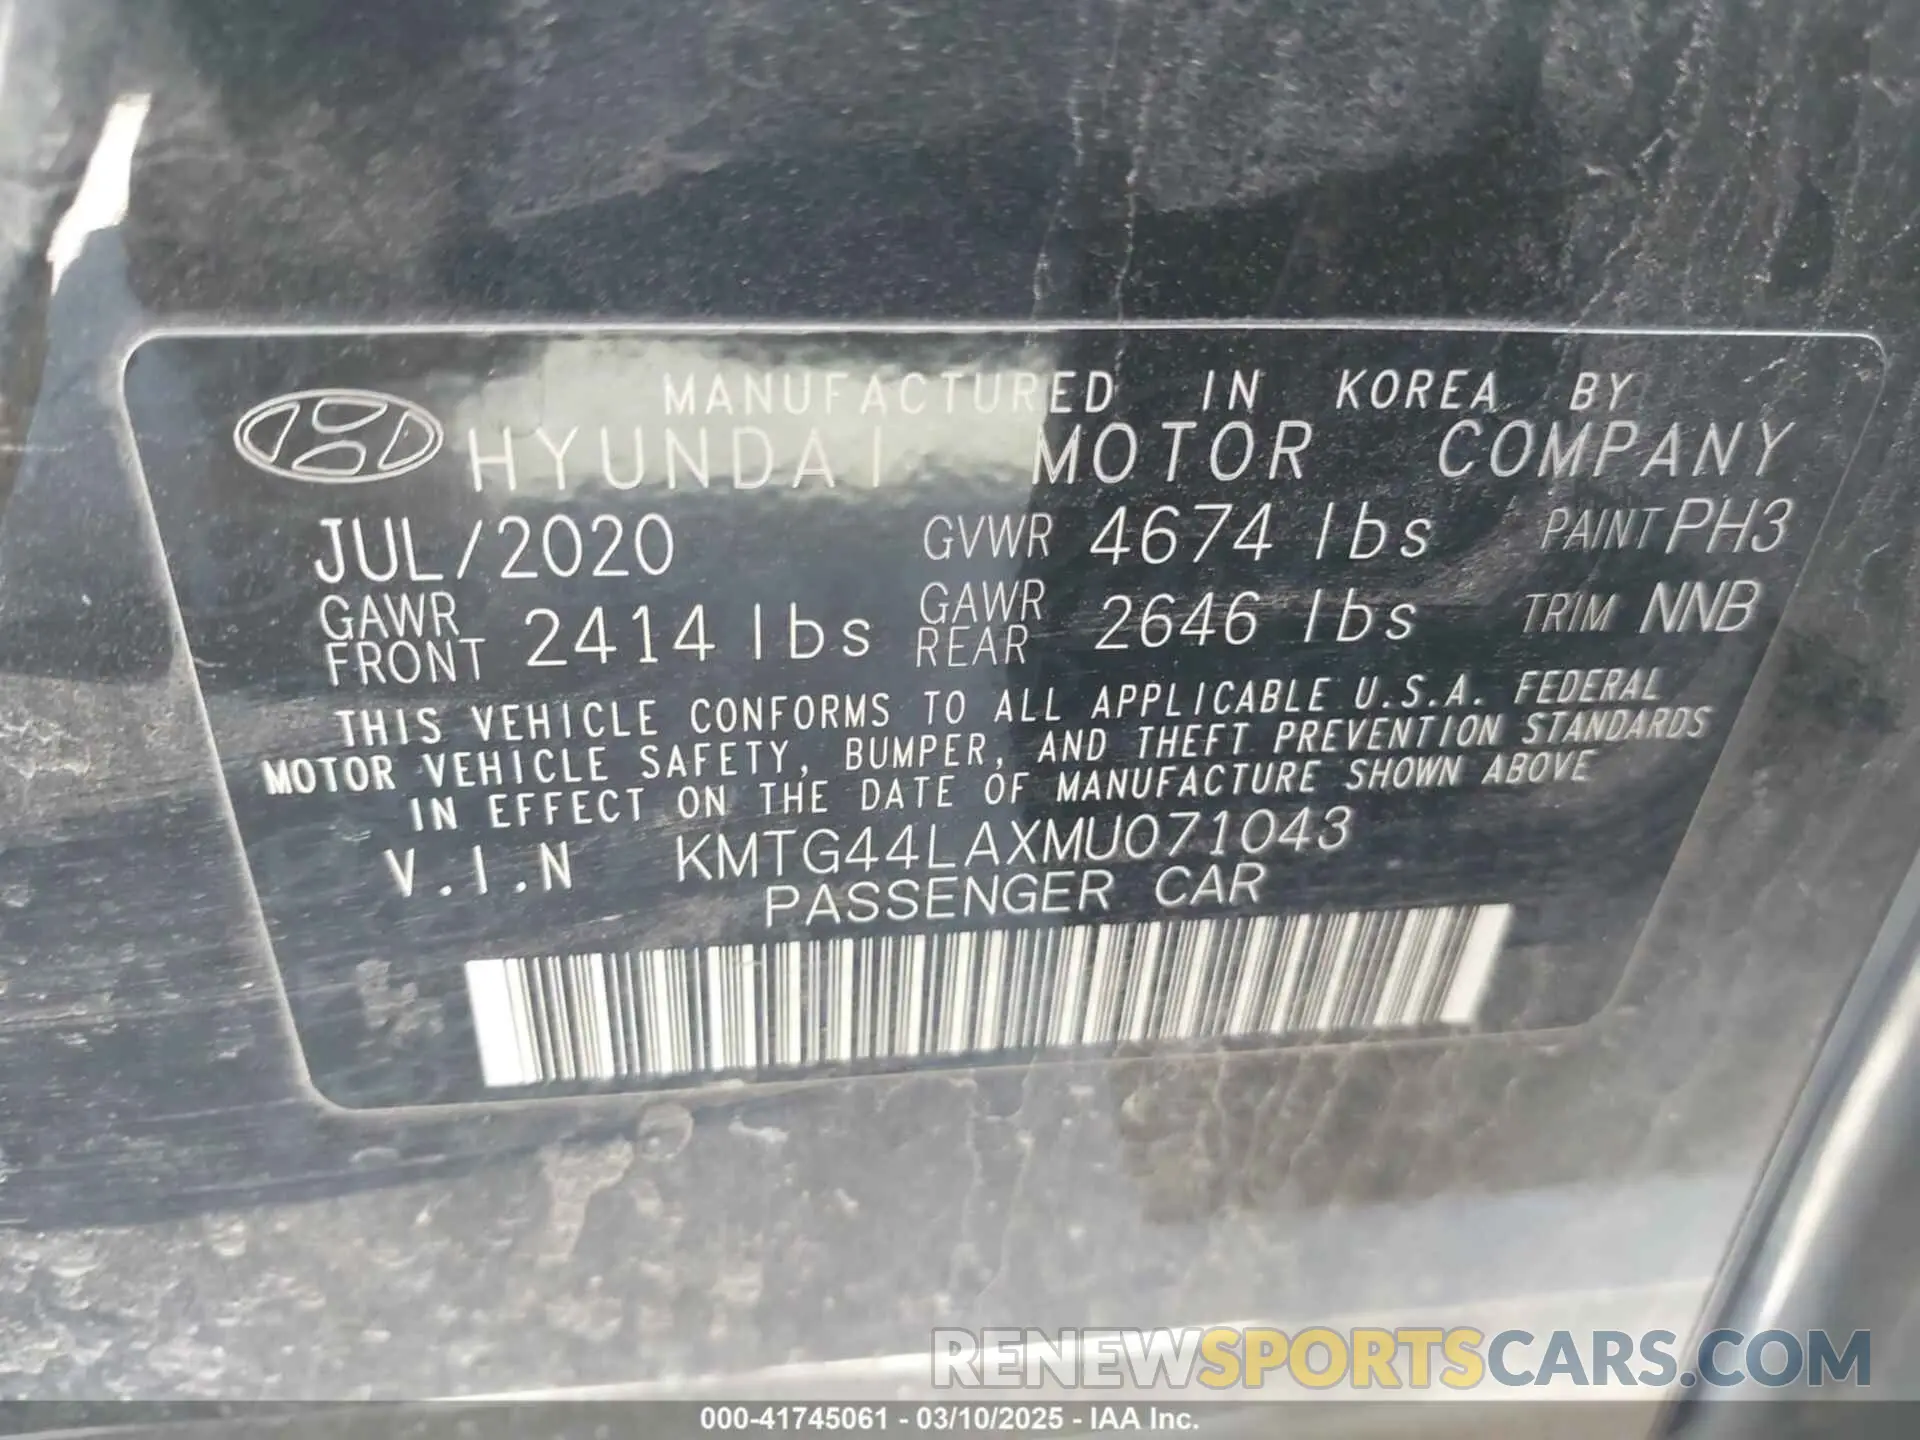 MANUFACTURED IN KOREA BY
HYUNDAI MOTOR COMPANY
JUL/2020 GVWR 4674 lbs PAINT PH3
GAWR FRONT 2414 lbs GAWR REAR 2646 lbs TRIM NNB
THIS VEHICLE CONFORMS TO ALL APPLICABLE U.S.A. FEDERAL
MOTOR VEHICLE SAFETY, BUMPER, AND THEFT PREVENTION STANDARDS
IN EFFECT ON THE DATE OF MANUFACTURE SHOWN ABOVE
V.I.N KMTG44LAXMU071043
PASSENGER CAR
RENEWSPORTSCARS.COM
000-41745061 - 03/10/2025 - IAA Inc.